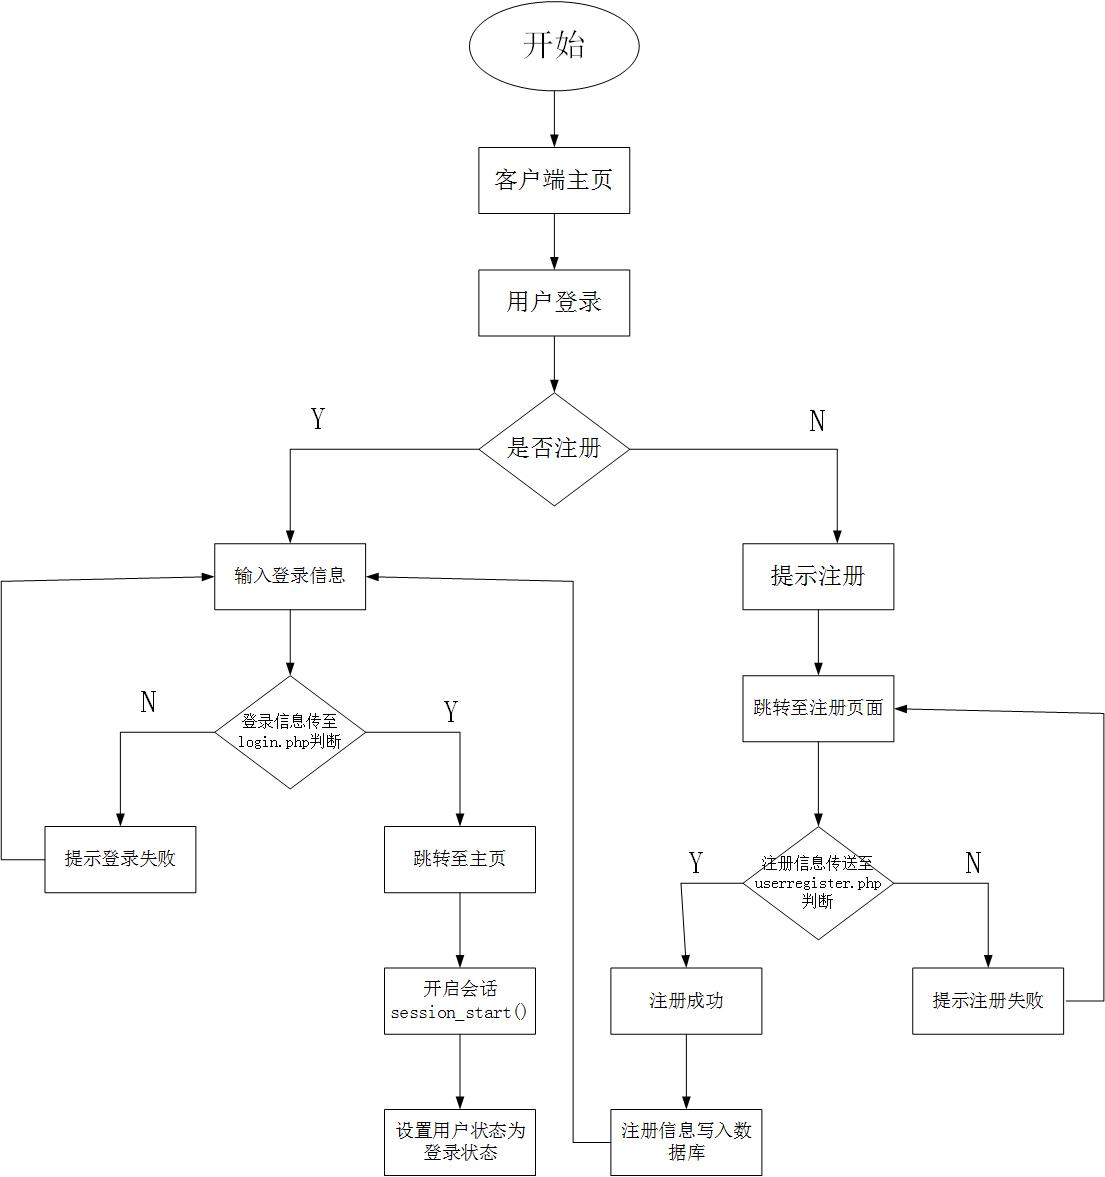 开始
客户端主页
用户登录
Y
N
是否注册
输入登录信息
提示注册
N
Y
登录信息传至
login.php判断
跳转至注册页面
提示登录失败
跳转至主页
Y
N
注册信息传送至
userregister.php
判断
开启会话
session_start()
注册成功
提示注册失败
设置用户状态为
登录状态
注册信息写入数
据库